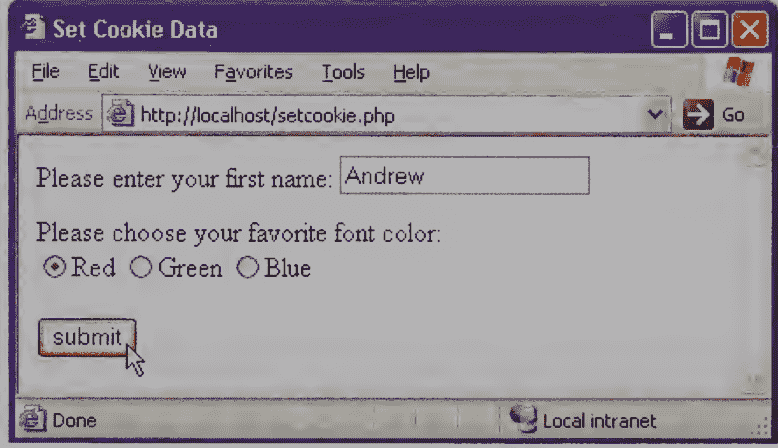 Set Cookie Data
File Edit View Favorites Tools Help
Address http://localhost/setcookie.php Go
Please enter your first name: Andrew
Please choose your favorite font color:
Red Green Blue
submit
Done Local intranet